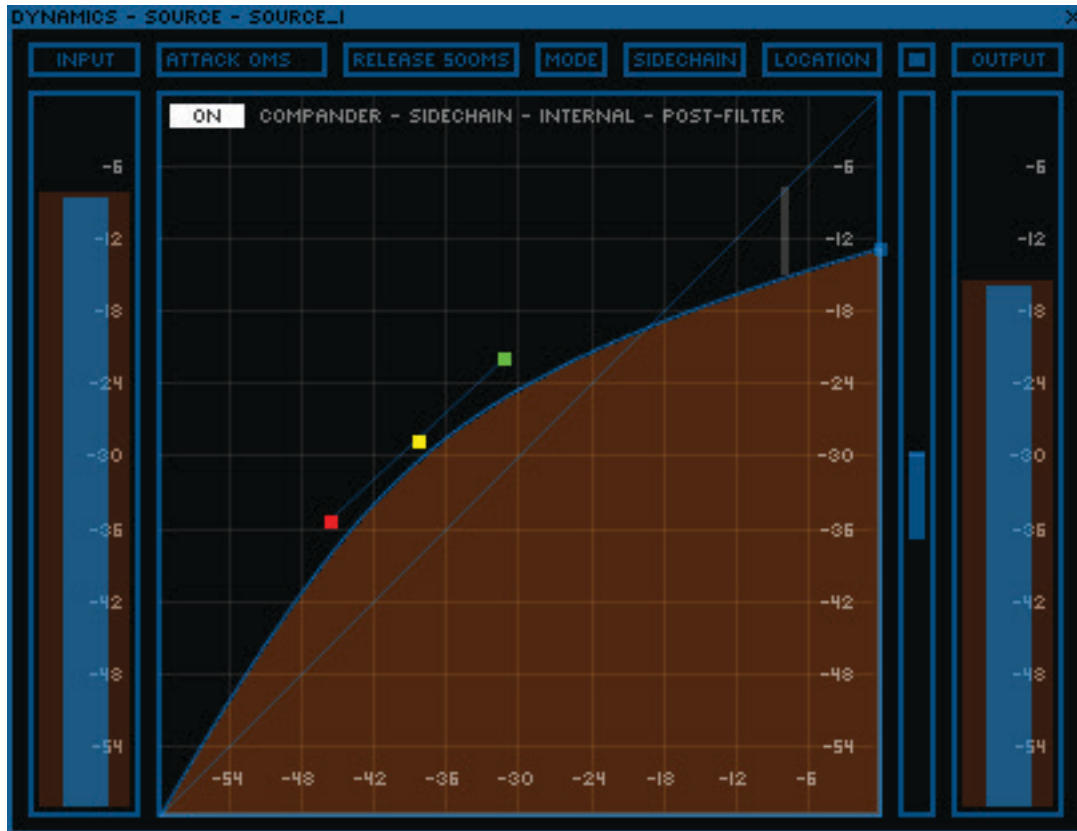 DYNAMICS - SOURCE - SOURCE_1 X
INPUT ATTACK 0MS RELEASE 500MS MODE SIDECHAIN LOCATION OUTPUT
ON COMPANDER - SIDECHAIN - INTERNAL - POST-FILTER
-6 -6 -6
-12 -12 -12
-18 -18 -18
-24 -24 -24
-30 -30 -30
-36 -36 -36
-42 -42 -42
-48 -48 -48
-54 -54 -54
-54 -48 -42 -36 -30 -24 -18 -12 -6